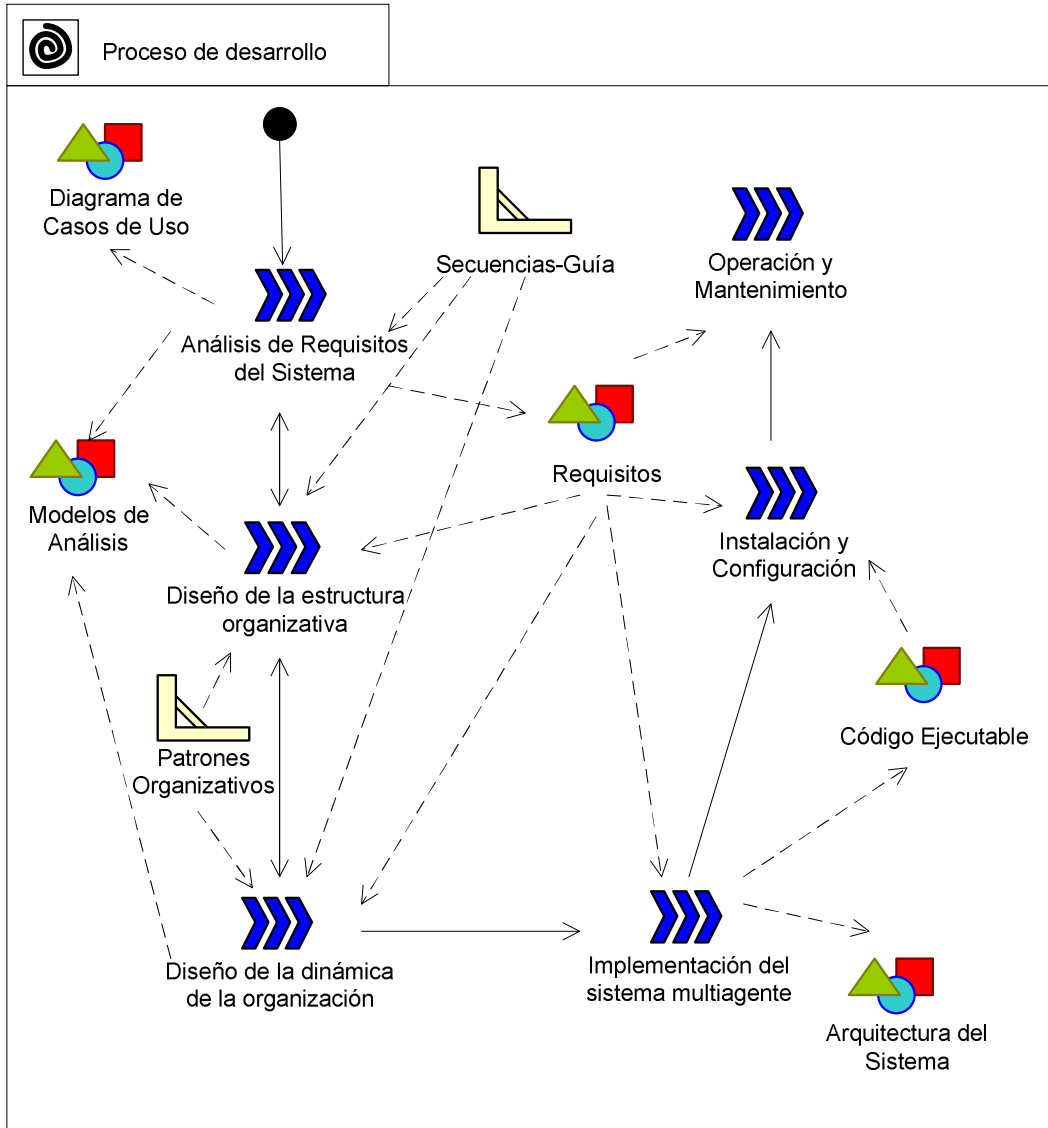 Proceso de desarrollo
Diagrama de
Casos de Uso
Secuencias-Guía
Operación y
Mantenimiento
Análisis de Requisitos
del Sistema
Requisitos
Modelos de
Análisis
Instalación y
Configuración
Diseño de la estructura
organizativa
Código Ejecutable
Patrones
Organizativos
Diseño de la dinámica
de la organización
Implementación del
sistema multiagente
Arquitectura del
Sistema